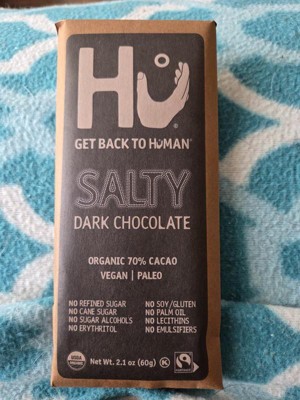 HU
GET BACK TO HUMAN®
SALTY
DARK CHOCOLATE
ORGANIC 70% CACAO
VEGAN | PALEO
NO REFINED SUGAR
NO CANE SUGAR
NO SUGAR ALCOHOLS
NO ERYTHRITOL
NO SOY/GLUTEN
NO PALM OIL
NO LECITHINS
NO EMULSIFIERS
USDA
ORGANIC
Net Wt. 2.1 oz (60g)
K